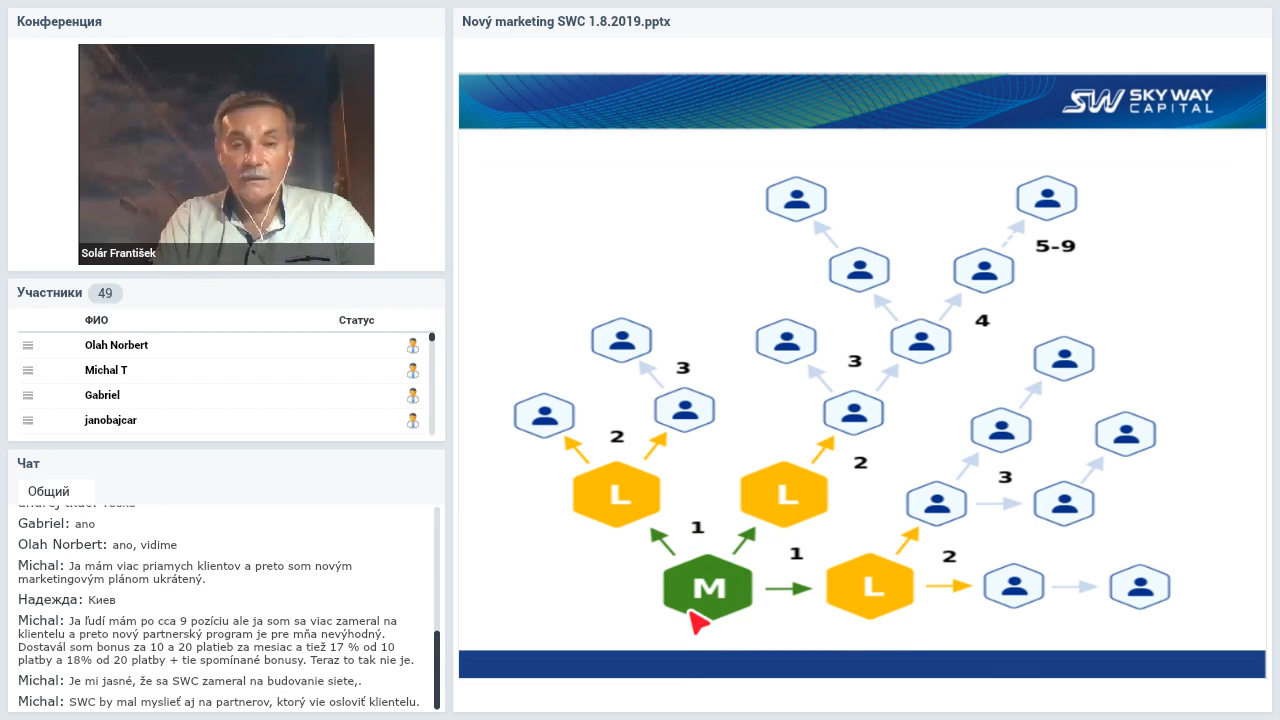 Конференция
Solár František
Участники 49
ФИО Статус
Olah Norbert
Michal T
Gabriel
janobajcar
Чат
Общий
Gabriel: ano
Olah Norbert: ano, vidime
Michal: Ja mám viac priamych klientov a preto som novým
marketingovým plánom ukrátený.
Надежда: Киев
Michal: Ja ľudí mám po cca 9 pozíciu ale ja som sa viac zameral na
klientelu a preto nový partnerský program je pre mňa nevýhodný.
Dostavál som bonus za 10 a 20 platieb za mesiac a tiež 17 % od 10
platby a 18% od 20 platby + tie spomínané bonusy. Teraz to tak nie je.
Michal: Je mi jasné, že sa SWC zameral na budovanie siete,.
Michal: SWC by mal myslieť aj na partnerov, ktorý vie osloviť klientelu.
Nový marketing SWC 1.8.2019.pptx
SW SKY WAY
CAPITAL
5-9
4
3
3
2
2
L
L
3
1
1
2
M
L